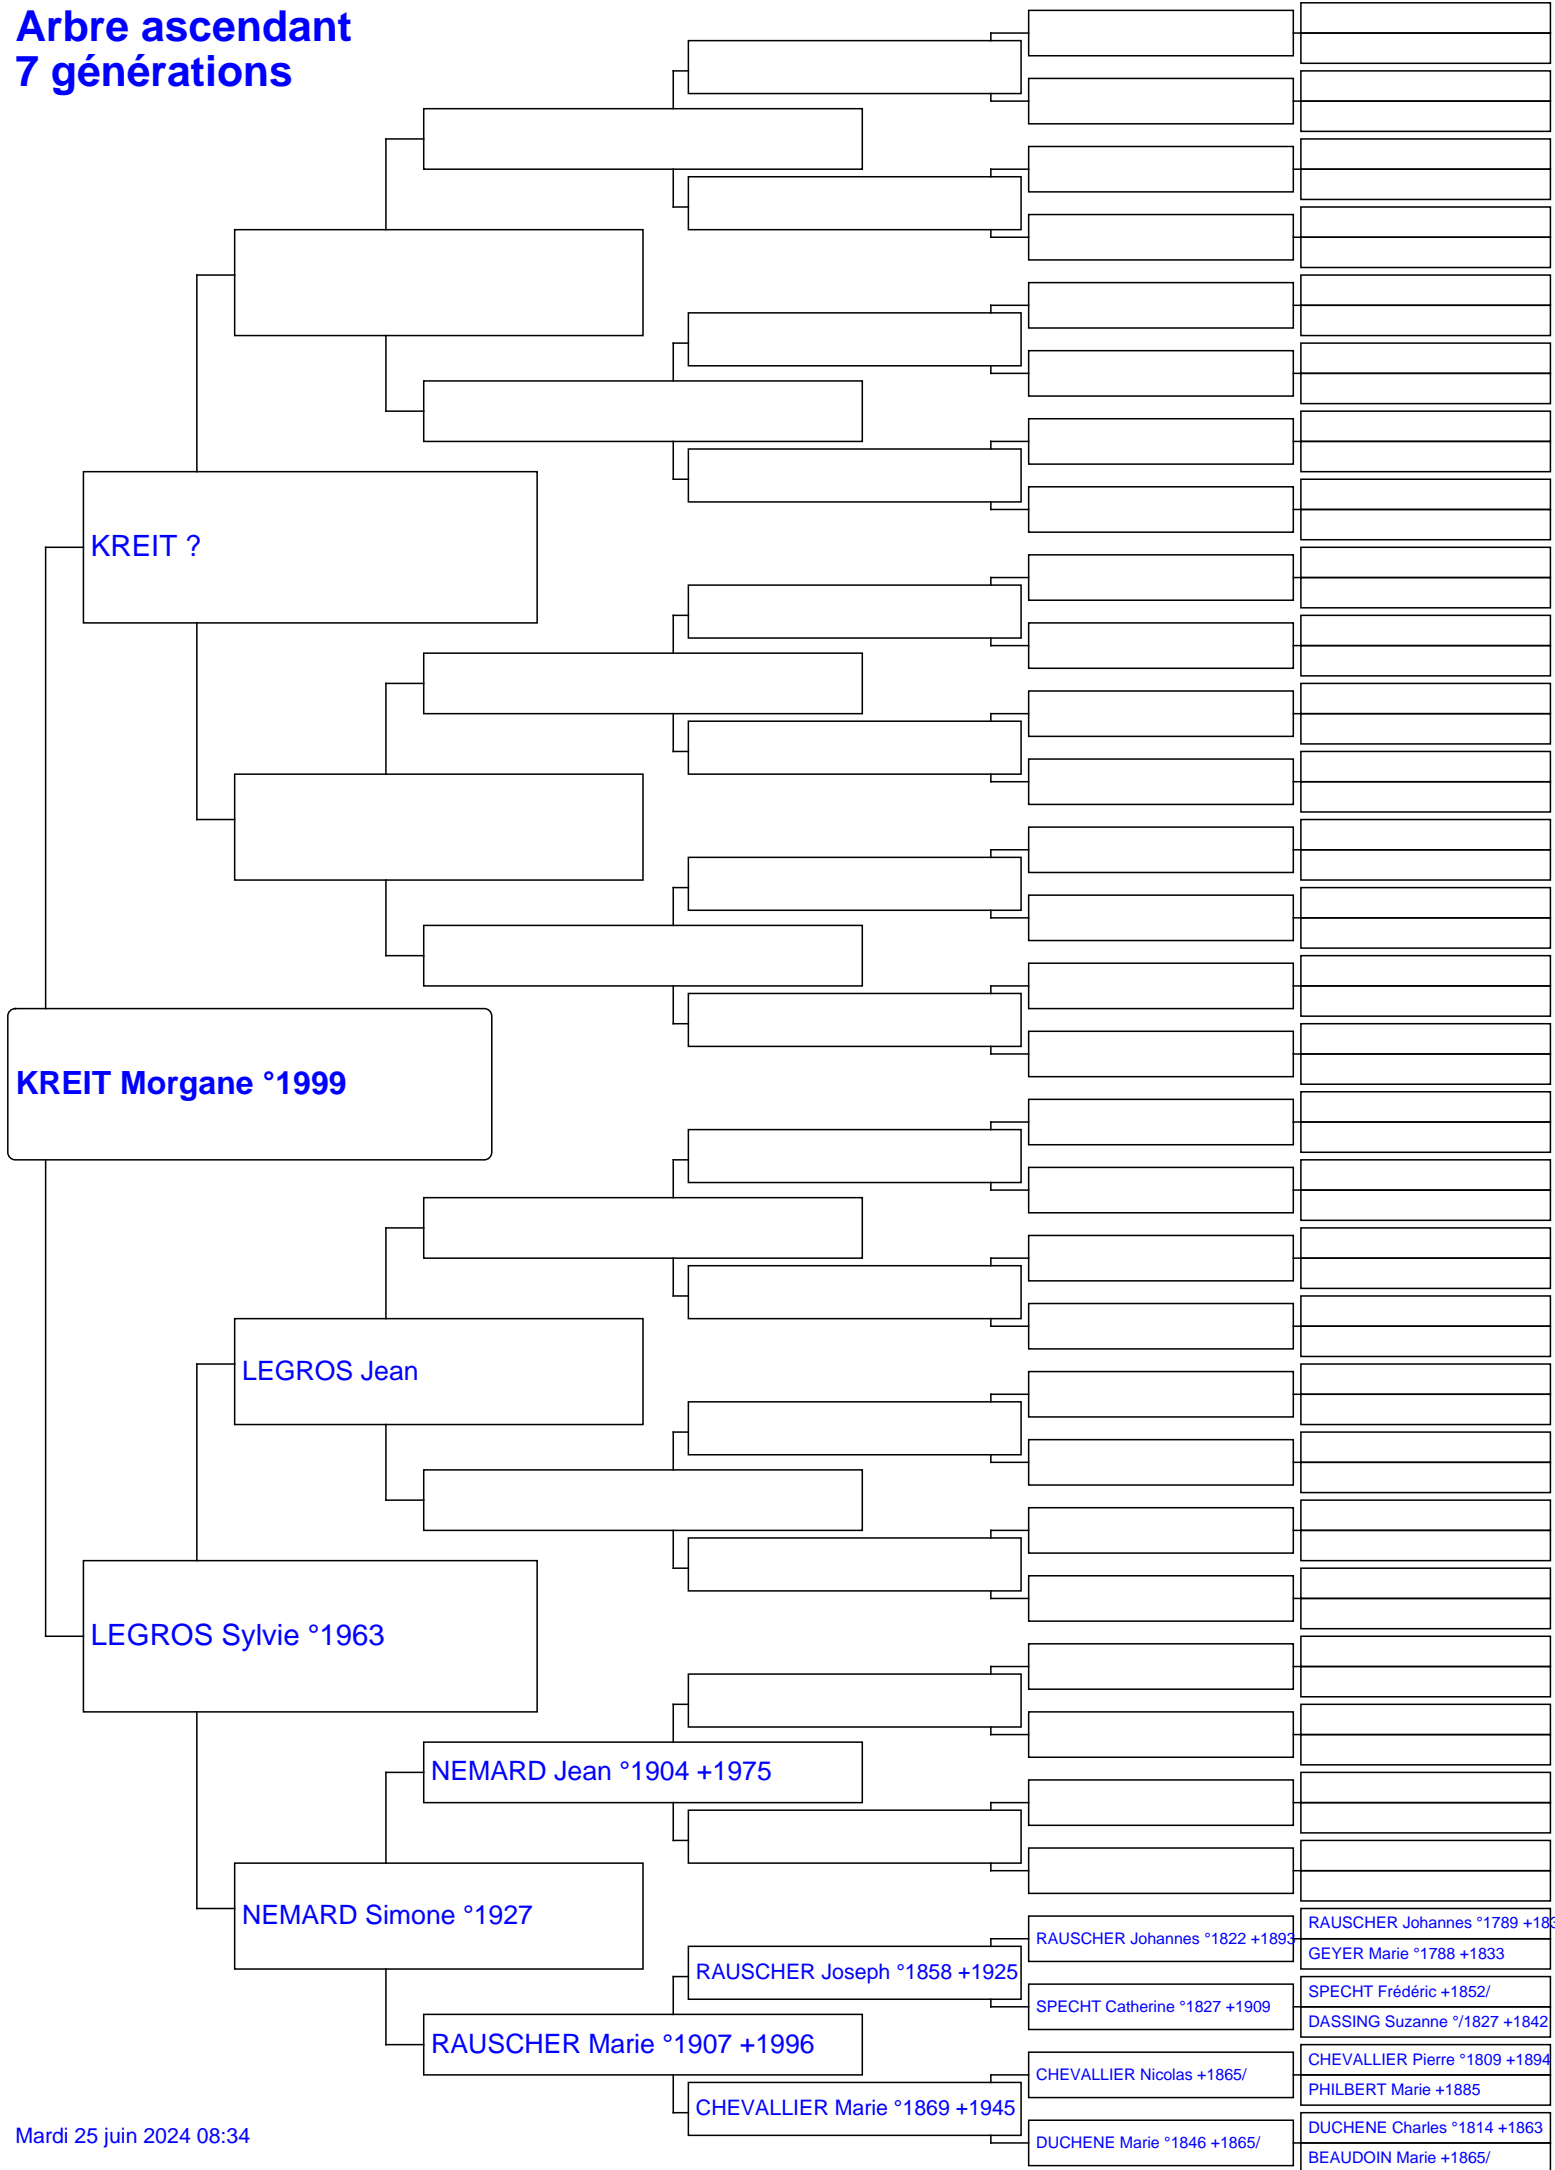 Arbre ascendant
7 générations
KREIT ?
KREIT Morgane °1999
LEGROS Jean
LEGROS Sylvie °1963
NEMARD Jean °1904 +1975
NEMARD Simone °1927
RAUSCHER Johannes °1789 +183
RAUSCHER Johannes °1822 +1893
GEYER Marie °1788 +1833
RAUSCHER Joseph °1858 +1925
SPECHT Frédéric +1852/
SPECHT Catherine °1827 +1909
DASSING Suzanne °/1827 +1842
RAUSCHER Marie °1907 +1996
CHEVALLIER Pierre °1809 +1894
CHEVALLIER Nicolas +1865/
PHILBERT Marie +1885
CHEVALLIER Marie °1869 +1945
DUCHENE Charles °1814 +1863
DUCHENE Marie °1846 +1865/
BEAUDOIN Marie +1865/
Mardi 25 juin 2024 08:34